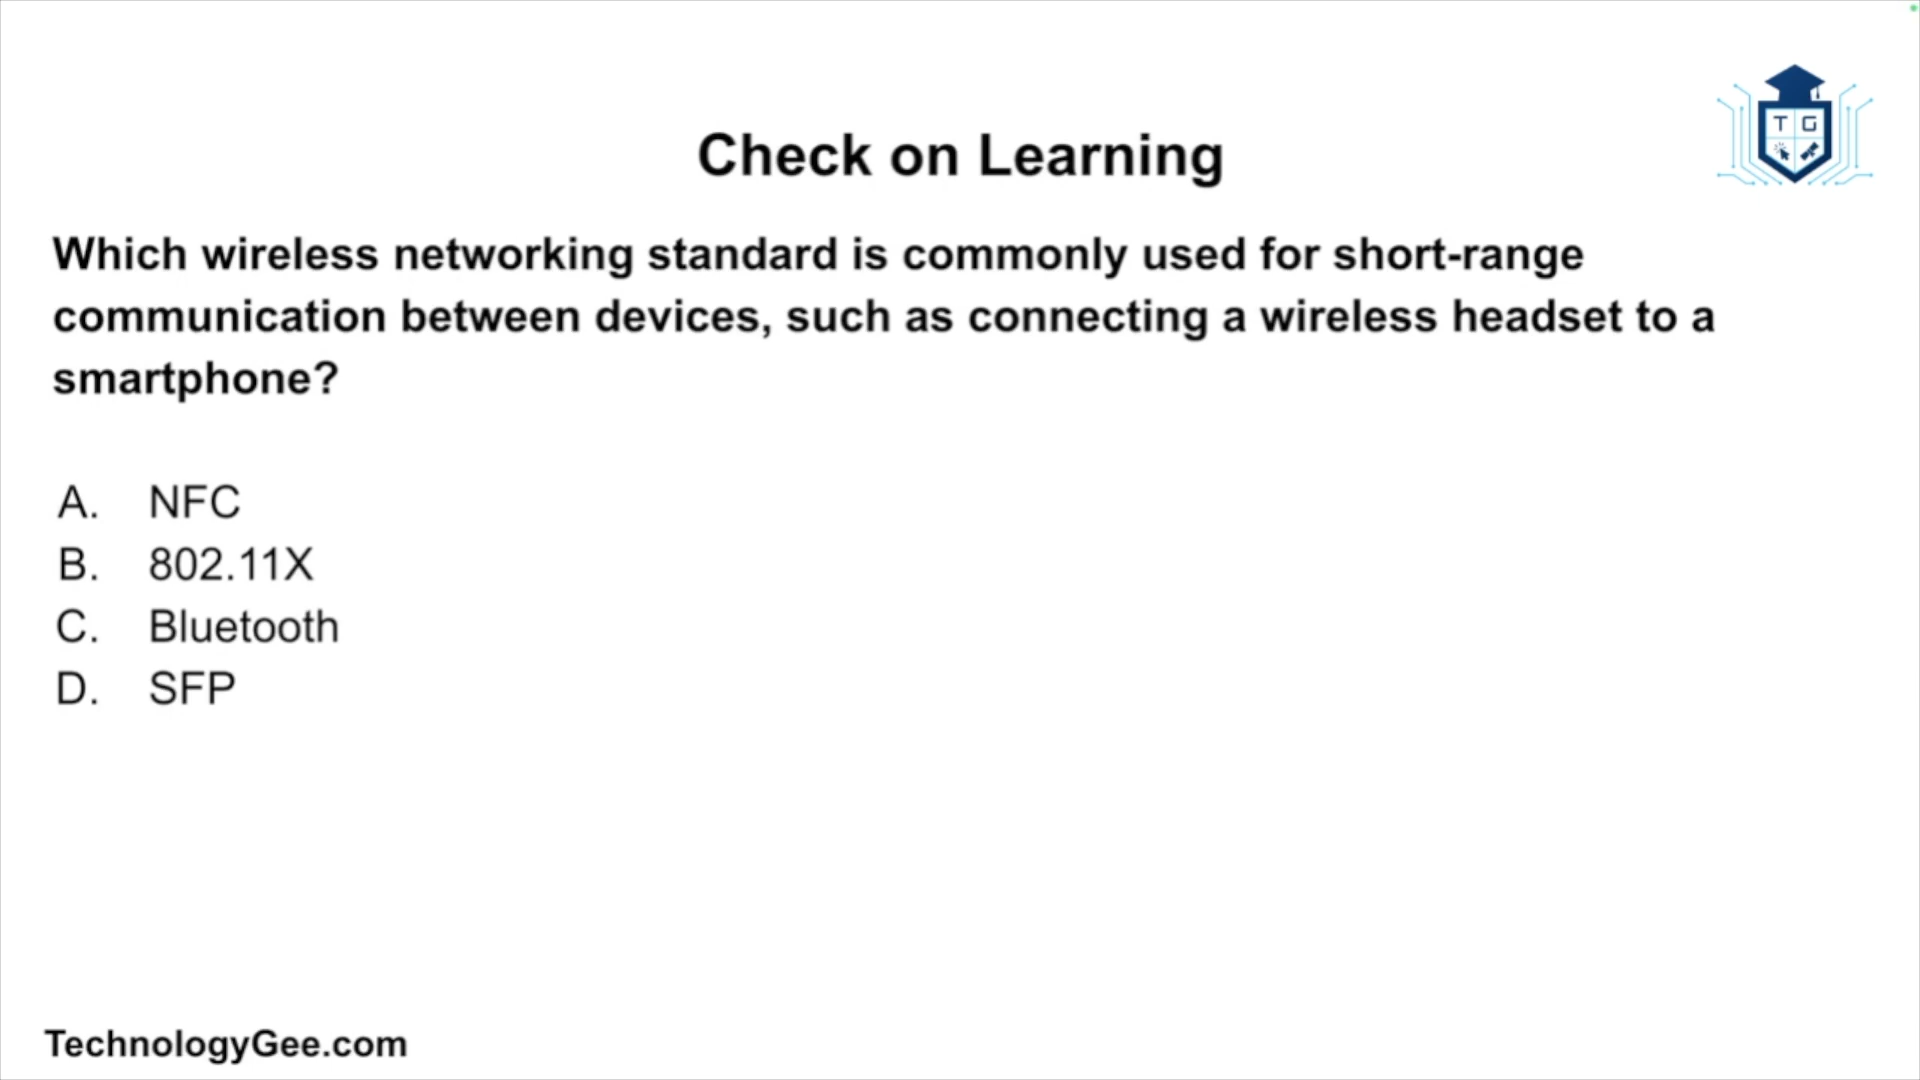 T G
Check on Learning
Which wireless networking standard is commonly used for short-range
communication between devices, such as connecting a wireless headset to a
smartphone?
A. NFC
B. 802.11X
C. Bluetooth
D. SFP
TechnologyGee.com